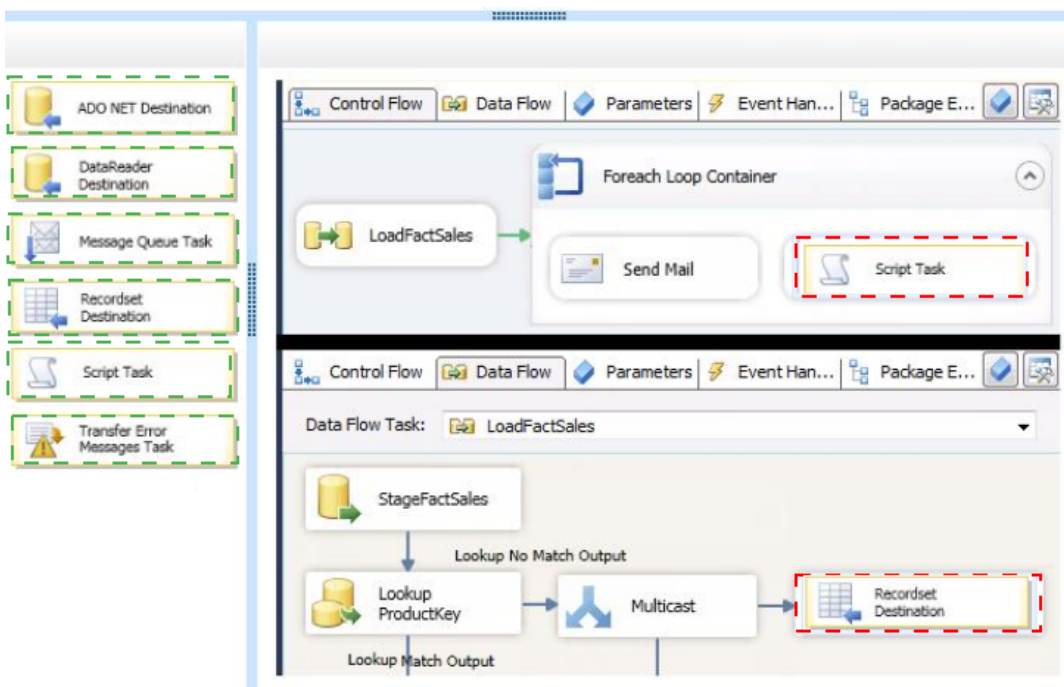 ADO NET Destination
DataReader
Destination
Message Queue Task
Recordset
Destination
Script Task
Transfer Error
Messages Task
Control Flow
Data Flow
Parameters
Event Han...
Package E...
Foreach Loop Container
LoadFactSales
Send Mail
Script Task
Control Flow
Data Flow
Parameters
Event Han...
Package E...
Data Flow Task:
LoadFactSales
StageFactSales
Lookup No Match Output
Lookup
ProductKey
Multicast
Recordset
Destination
Lookup Match Output